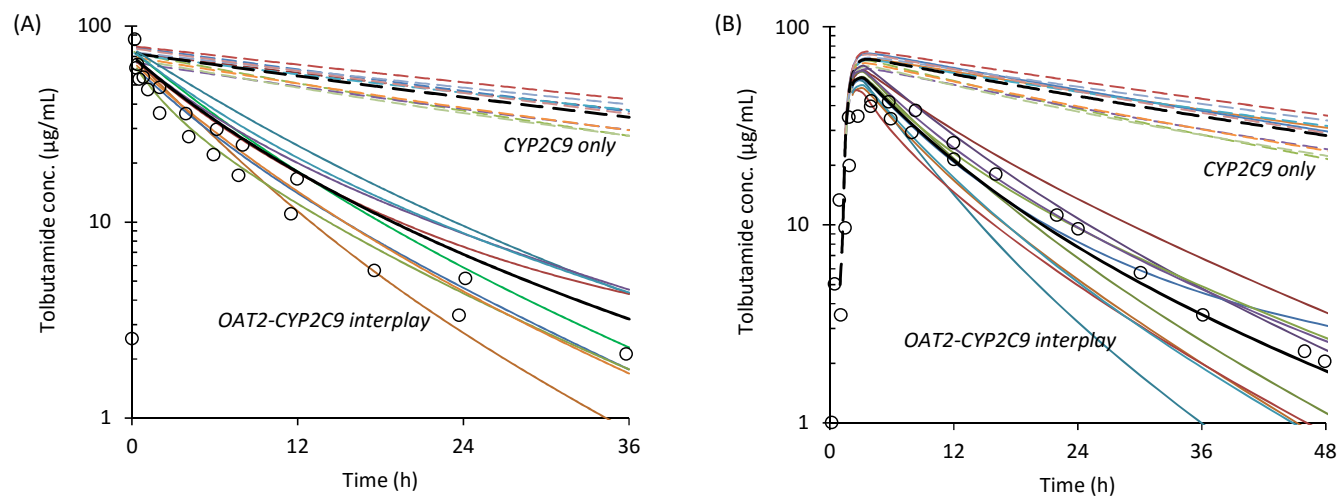 (A)
Tolbutamide conc. (µg/mL)
100
10
1
0
12
24
36
Time (h)
CYP2C9 only
OAT2-CYP2C9 interplay
(B)
Tolbutamide conc. (µg/mL)
100
10
1
0
12
24
36
48
Time (h)
CYP2C9 only
OAT2-CYP2C9 interplay